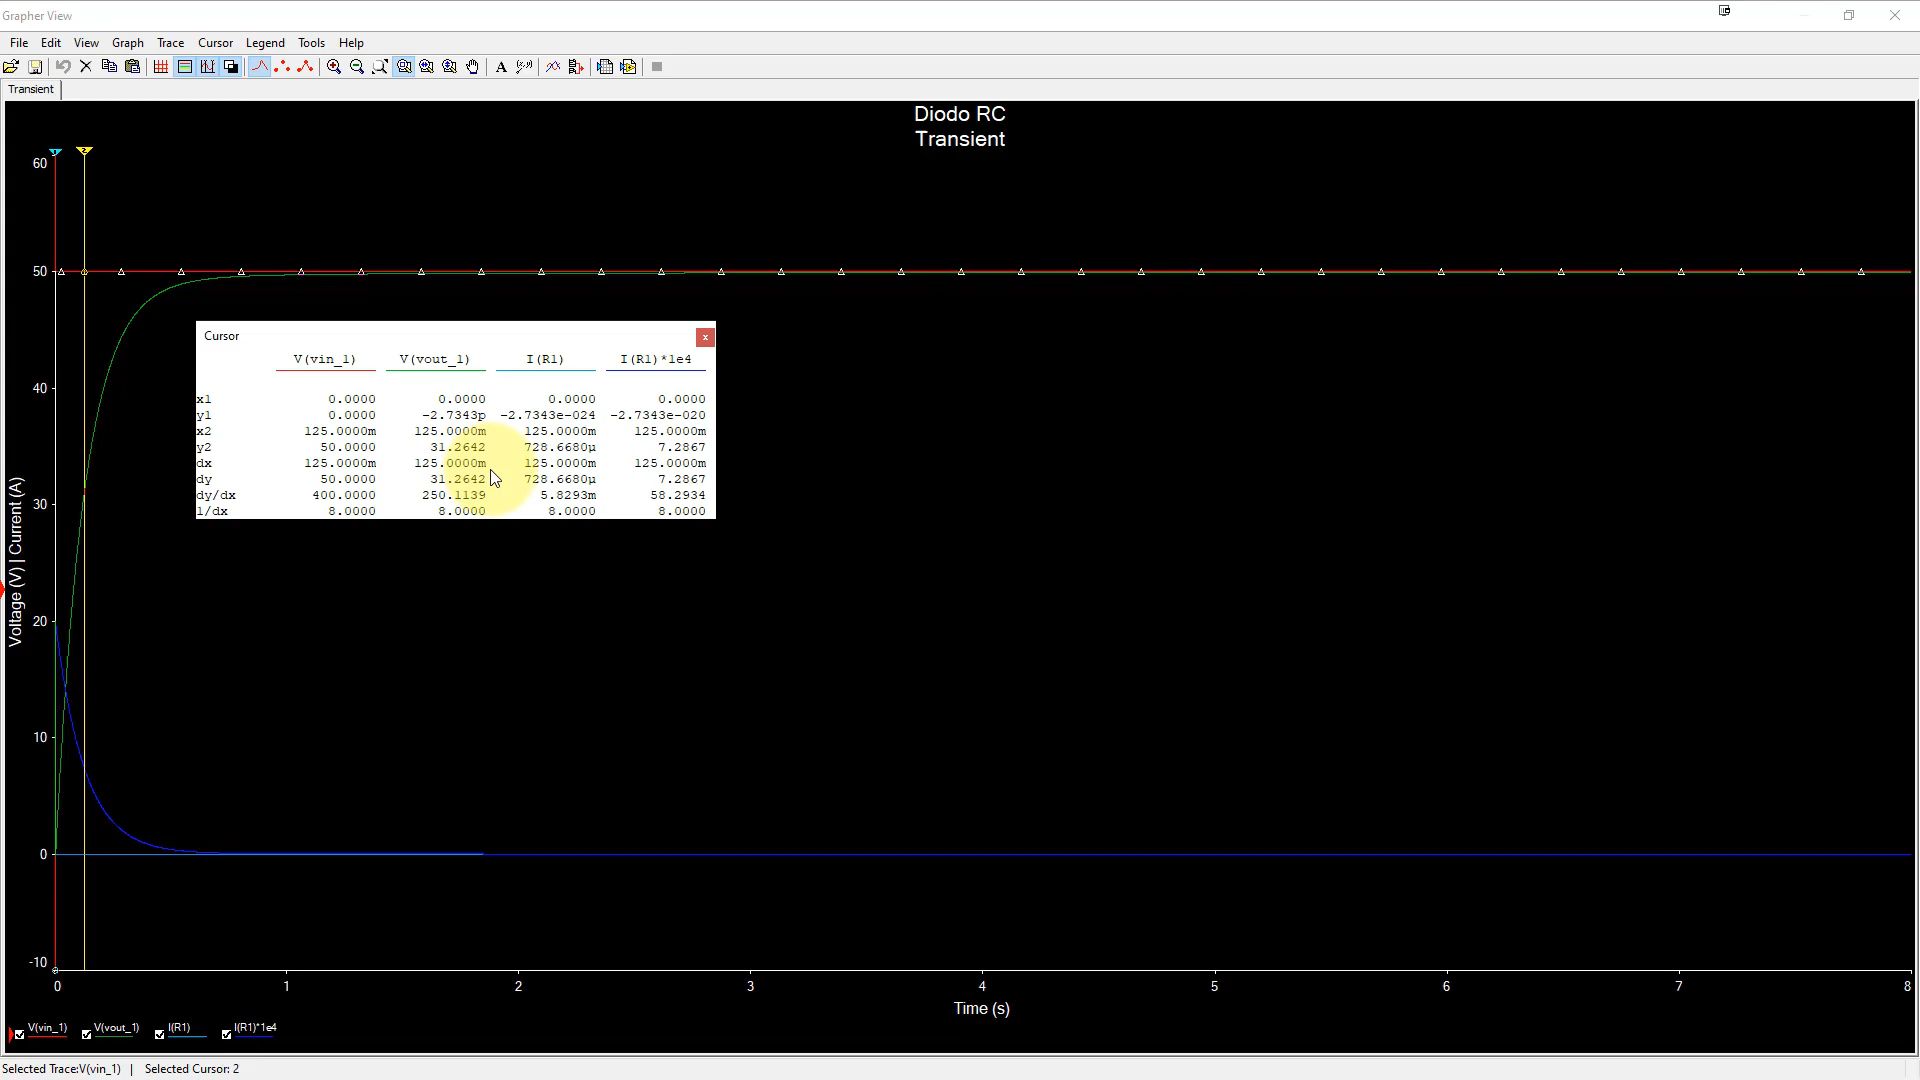 Grapher View
File Edit View Graph Trace Cursor Legend Tools Help
Transient
Diodo RC
Transient
60
50
40
30
20
10
0
-10
Voltage (V) | Current (A)
Cursor
V(vin_1) V(vout_1) I(R1) I(R1)*1e4
x1 0.0000 0.0000 0.0000 0.0000
y1 0.0000 -2.7343p -2.7343e-024 -2.7343e-020
x2 125.0000m 125.0000m 125.0000m 125.0000m
y2 50.0000 31.2642 728.6680µ 7.2867
dx 125.0000m 125.0000m 125.0000m 125.0000m
dy 50.0000 31.2642 728.6680µ 7.2867
dy/dx 400.0000 250.1139 5.8293m 58.2934
1/dx 8.0000 8.0000 8.0000 8.0000
0 1 2 3 4 5 6 7 8
Time (s)
V(vin_1) V(vout_1) I(R1) I(R1)*1e4
Selected Trace:V(vin_1) | Selected Cursor: 2